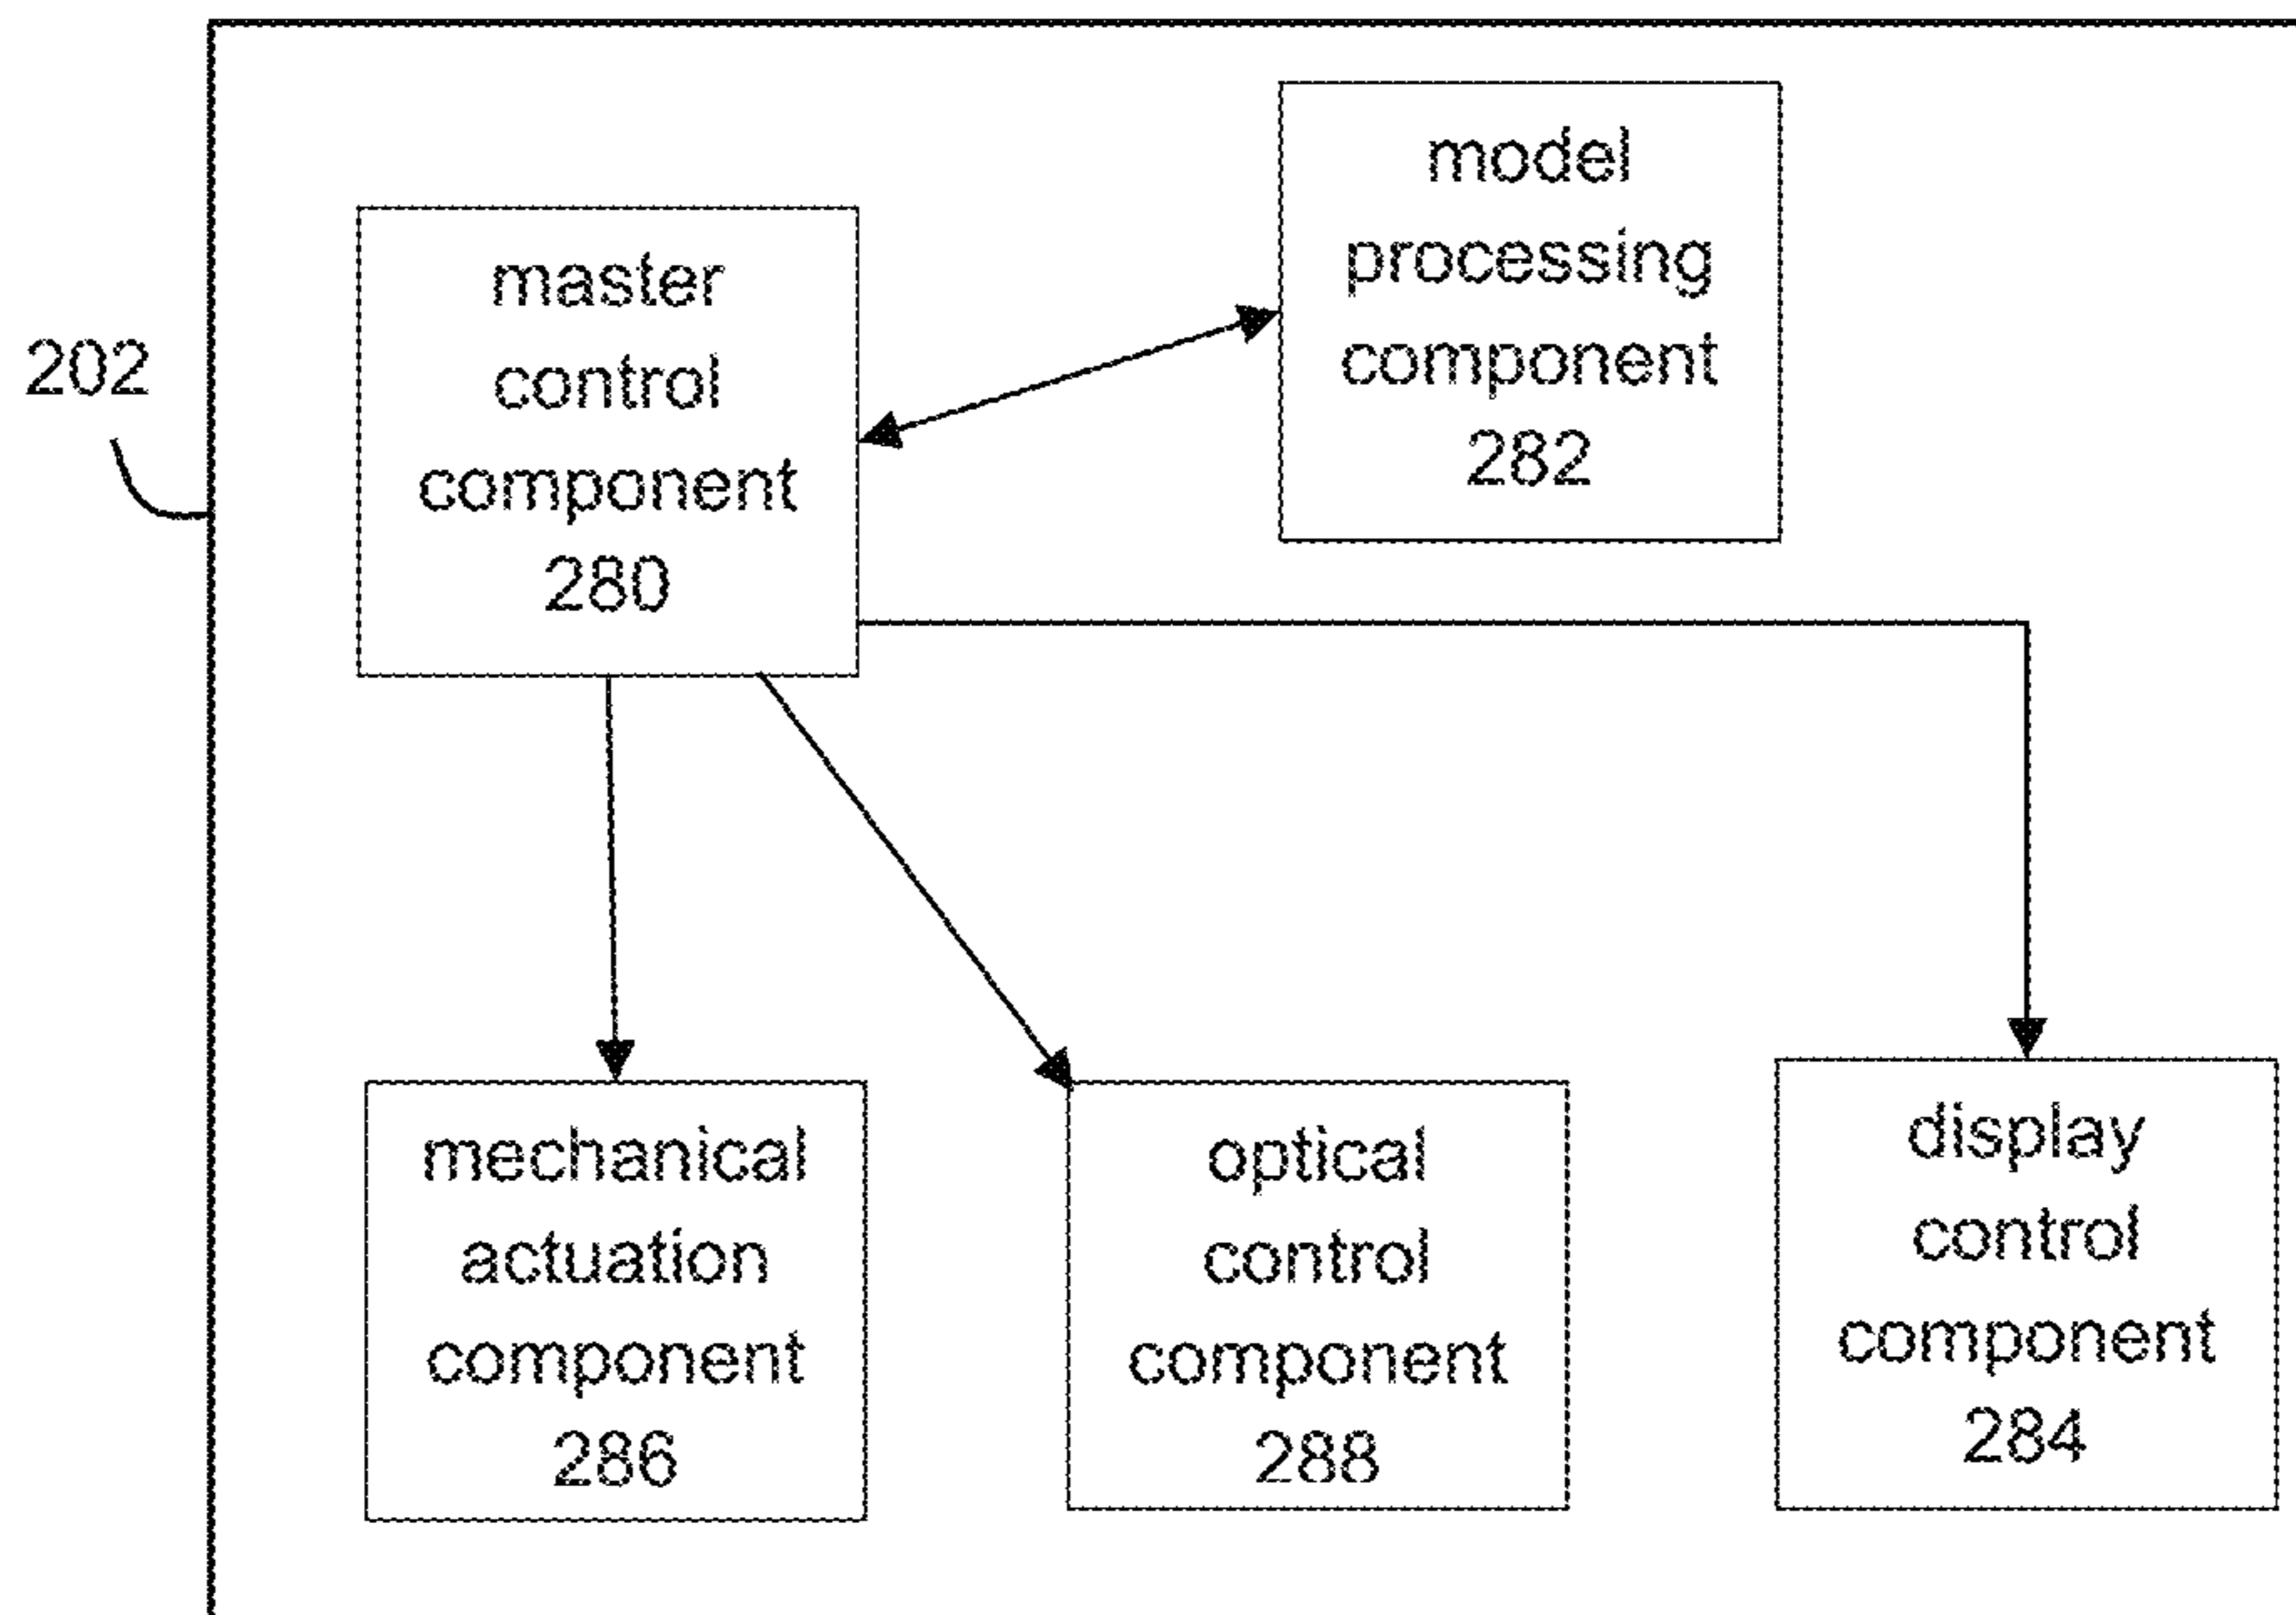 model
processing
component
282
master
control
component
280
202
mechanical
actuation
component
286
optical
control
component
288
display
control
component
284